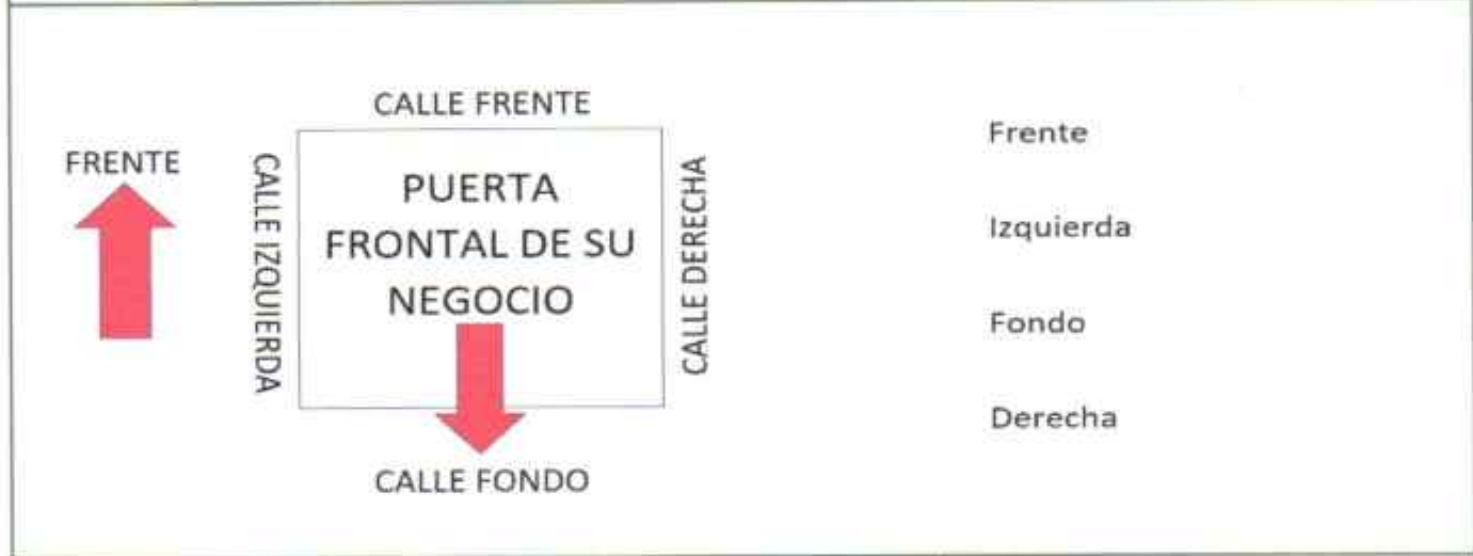 CALLE FRENTE
FRENTE
CALLE IZQUIERDA
PUERTA
FRONTAL DE SU
NEGOCIO
CALLE DERECHA
CALLE FONDO
Frente
Izquierda
Fondo
Derecha